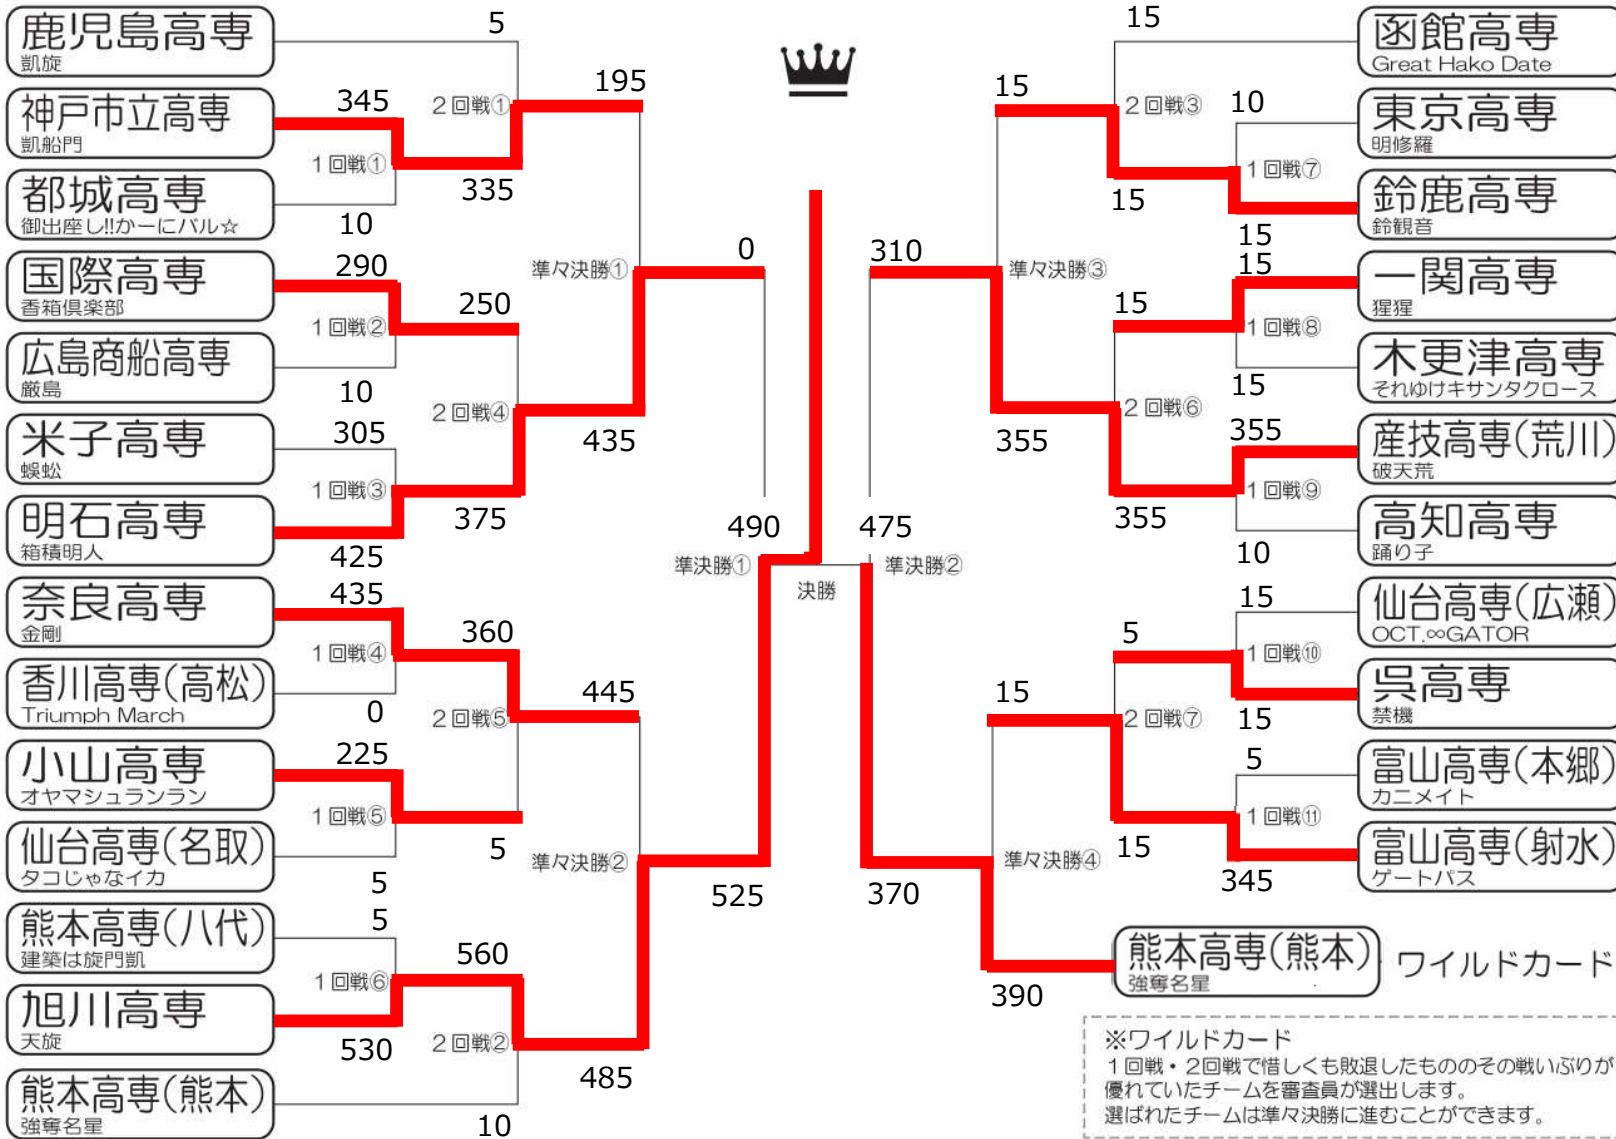 鹿児島高専
凱旋
神戸市立高専
凱船門
都城高専
御出座し!!かーにバル☆
国際高専
香箱倶楽部
広島商船高専
厳島
米子高専
蜈蚣
明石高専
箱積明人
奈良高専
金剛
香川高専(高松)
Triumph March
小山高専
オヤマシュランラン
仙台高専(名取)
タコじゃなイカ
熊本高専(八代)
建築は旋門凱
旭川高専
天旋
熊本高専(熊本)
強奪名星
5
345
1回戦①
10
290
1回戦②
10
305
1回戦③
425
435
1回戦④
0
225
1回戦⑤
5
5
1回戦⑥
530
10
2回戦①
335
250
2回戦④
375
360
2回戦⑤
5
560
2回戦②
195
準々決勝①
435
445
準々決勝②
485
0
490
準決勝①
525
決勝
310
475
準決勝②
370
15
準々決勝③
355
15
準々決勝④
390
15
2回戦③
15
15
2回戦⑥
355
5
2回戦⑦
15
10
1回戦⑦
15
15
1回戦⑧
15
355
1回戦⑨
10
15
1回戦⑩
15
5
1回戦⑪
345
函館高専
Great Hako Date
東京高専
明修羅
鈴鹿高専
鈴観音
一関高専
猩猩
木更津高専
それゆけキサンタクロース
産技高専(荒川)
破天荒
高知高専
踊り子
仙台高専(広瀬)
OCT.∞GATOR
呉高専
禁機
富山高専(本郷)
カニメイト
富山高専(射水)
ゲートパス
熊本高専(熊本)
強奪名星
ワイルドカード
※ワイルドカード
1回戦・2回戦で惜しくも敗退したもののその戦いぶりが
優れていたチームを審査員が選出します。
選ばれたチームは準々決勝に進むことができます。